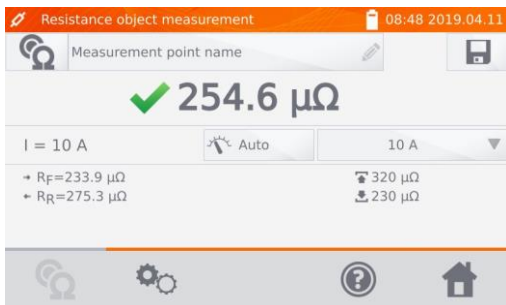 Resistance object measurement 08:48 2019.04.11
Measurement point name
254.6 µΩ
I = 10 A Auto 10 A
RF=233.9 µΩ 320 µΩ
RR=275.3 µΩ 230 µΩ